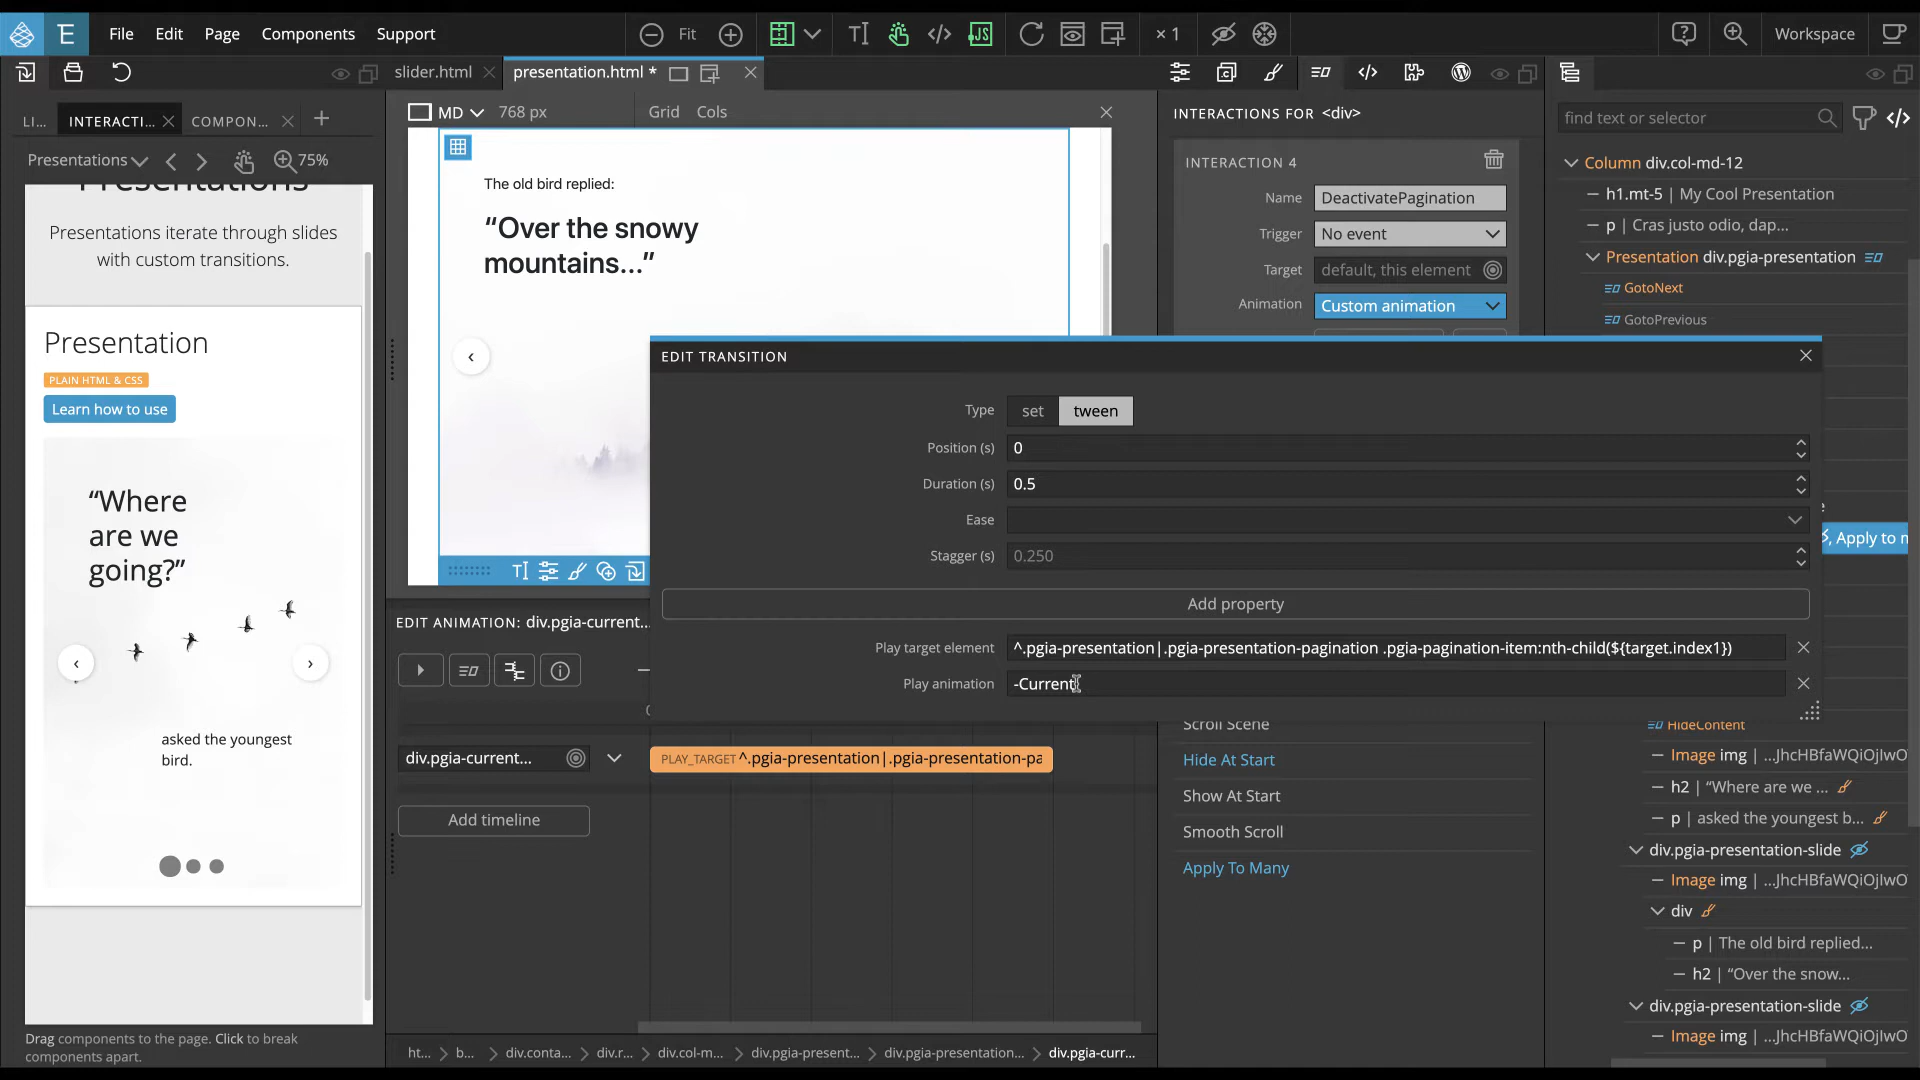 E File Edit Page Components Support Fit × 1 Workspace
slider.html presentation.html *
LI... INTERACTI... COMPON...
Presentations 75%
Presentations
Presentations iterate through slides
with custom transitions.
Presentation
PLAIN HTML & CSS
Learn how to use
“Where
are we
going?”
asked the youngest
bird.
Drag components to the page. Click to break
components apart.
MD 768 px Grid Cols
The old bird replied:
“Over the snowy
mountains...”
EDIT ANIMATION: div.pgia-current...
div.pgia-current...
PLAY_TARGET ^.pgia-presentation|.pgia-presentation-pa
Add timeline
ht... b... div.conta... div.r... div.col-m... div.pgia-present... div.pgia-presentation... div.pgia-curr...
EDIT TRANSITION
Type set tween
Position (s) 0
Duration (s) 0.5
Ease
Stagger (s) 0.250
Add property
Play target element ^.pgia-presentation|.pgia-presentation-pagination .pgia-pagination-item:nth-child(${target.index1})
Play animation -Current
INTERACTIONS FOR <div>
INTERACTION 4
Name DeactivatePagination
Trigger No event
Target default, this element
Animation Custom animation
Scroll Scene
Hide At Start
Show At Start
Smooth Scroll
Apply To Many
find text or selector
Column div.col-md-12
h1.mt-5 | My Cool Presentation
p | Cras justo odio, dap...
Presentation div.pgia-presentation
GotoNext
GotoPrevious
, Apply to m
HideContent
Image img | ...JhcHBfaWQiOjIwO
h2 | “Where are we ...
p | asked the youngest b...
div.pgia-presentation-slide
Image img | ...JhcHBfaWQiOjIwO
div
p | The old bird replied...
h2 | “Over the snow...
div.pgia-presentation-slide
Image img | ...JhcHBfaWQiOjIwO